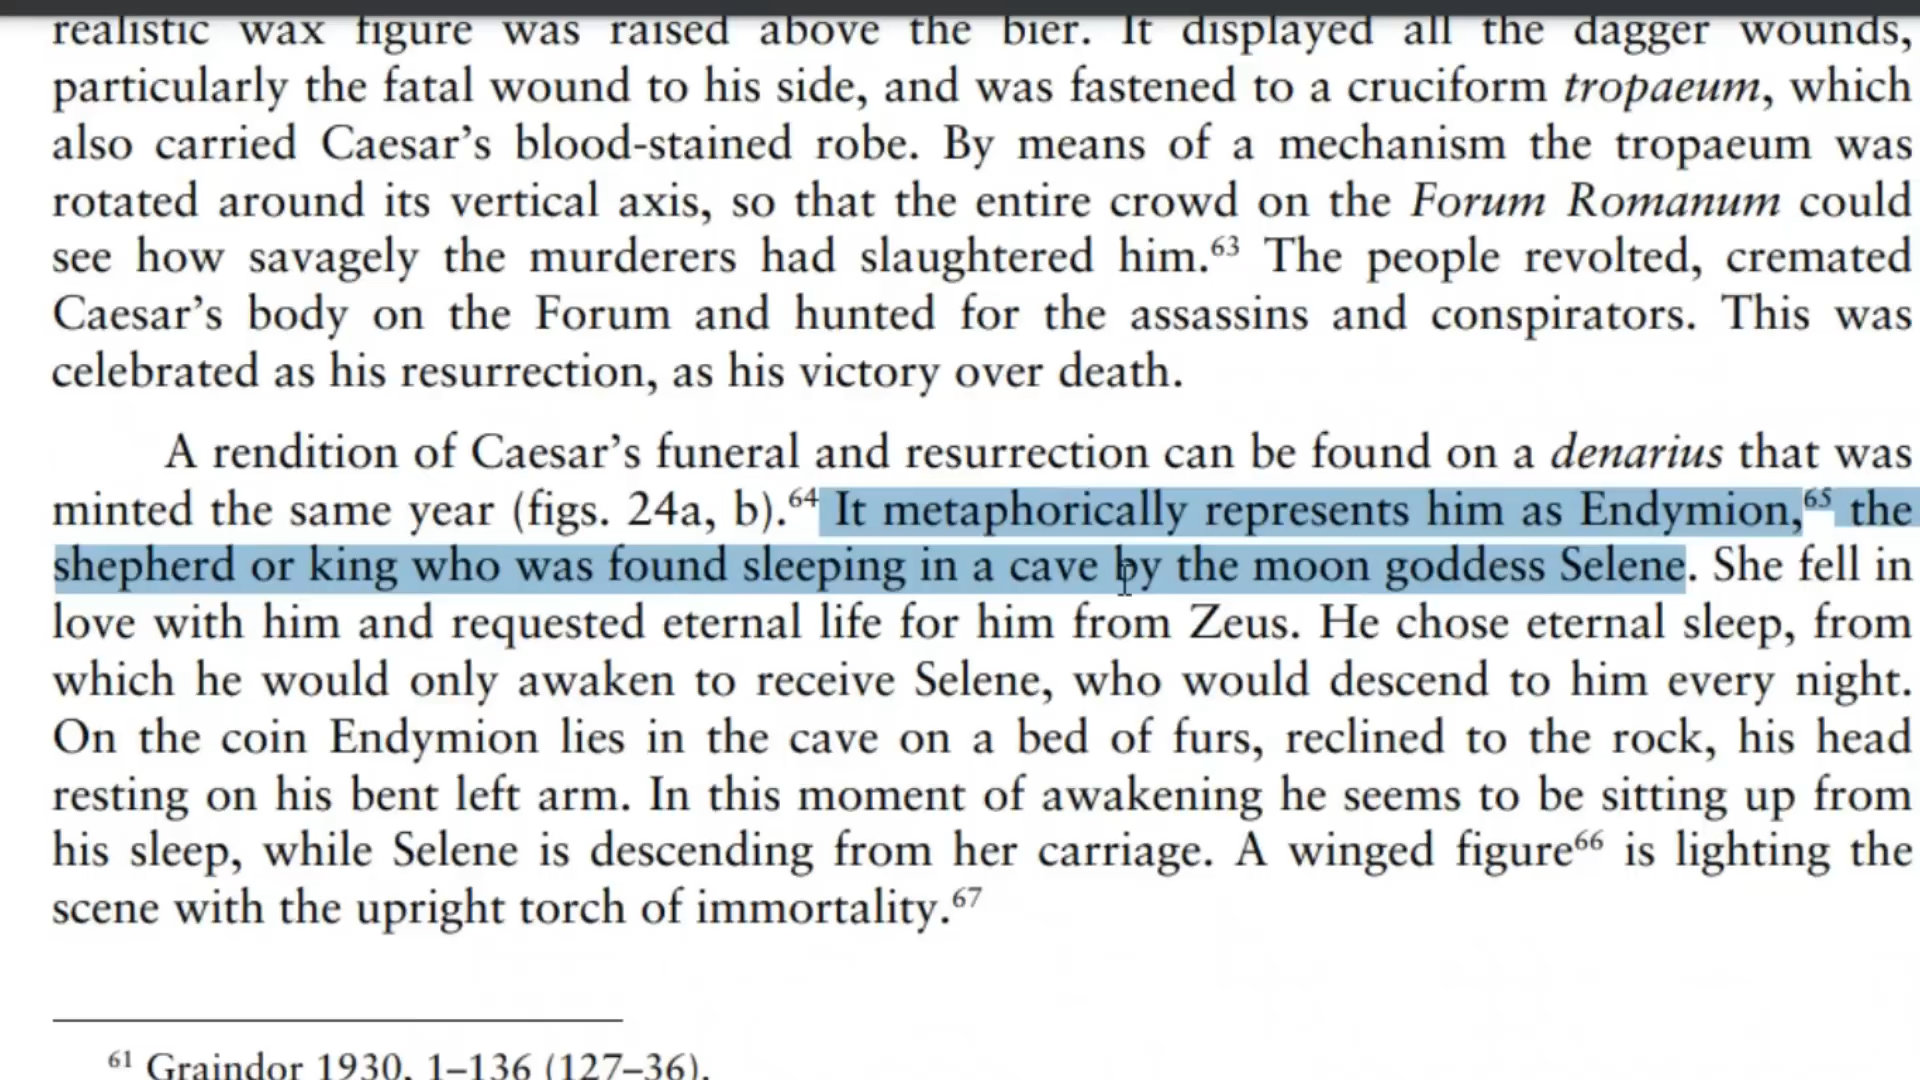 realistic wax figure was raised above the bier. It displayed all the dagger wounds,
particularly the fatal wound to his side, and was fastened to a cruciform tropaeum, which
also carried Caesar’s blood-stained robe. By means of a mechanism the tropaeum was
rotated around its vertical axis, so that the entire crowd on the Forum Romanum could
see how savagely the murderers had slaughtered him.63 The people revolted, cremated
Caesar’s body on the Forum and hunted for the assassins and conspirators. This was
celebrated as his resurrection, as his victory over death.
A rendition of Caesar’s funeral and resurrection can be found on a denarius that was
minted the same year (figs. 24a, b).64 It metaphorically represents him as Endymion,65 the
shepherd or king who was found sleeping in a cave by the moon goddess Selene. She fell in
love with him and requested eternal life for him from Zeus. He chose eternal sleep, from
which he would only awaken to receive Selene, who would descend to him every night.
On the coin Endymion lies in the cave on a bed of furs, reclined to the rock, his head
resting on his bent left arm. In this moment of awakening he seems to be sitting up from
his sleep, while Selene is descending from her carriage. A winged figure66 is lighting the
scene with the upright torch of immortality.67
61 Graindor 1930, 1–136 (127–36).